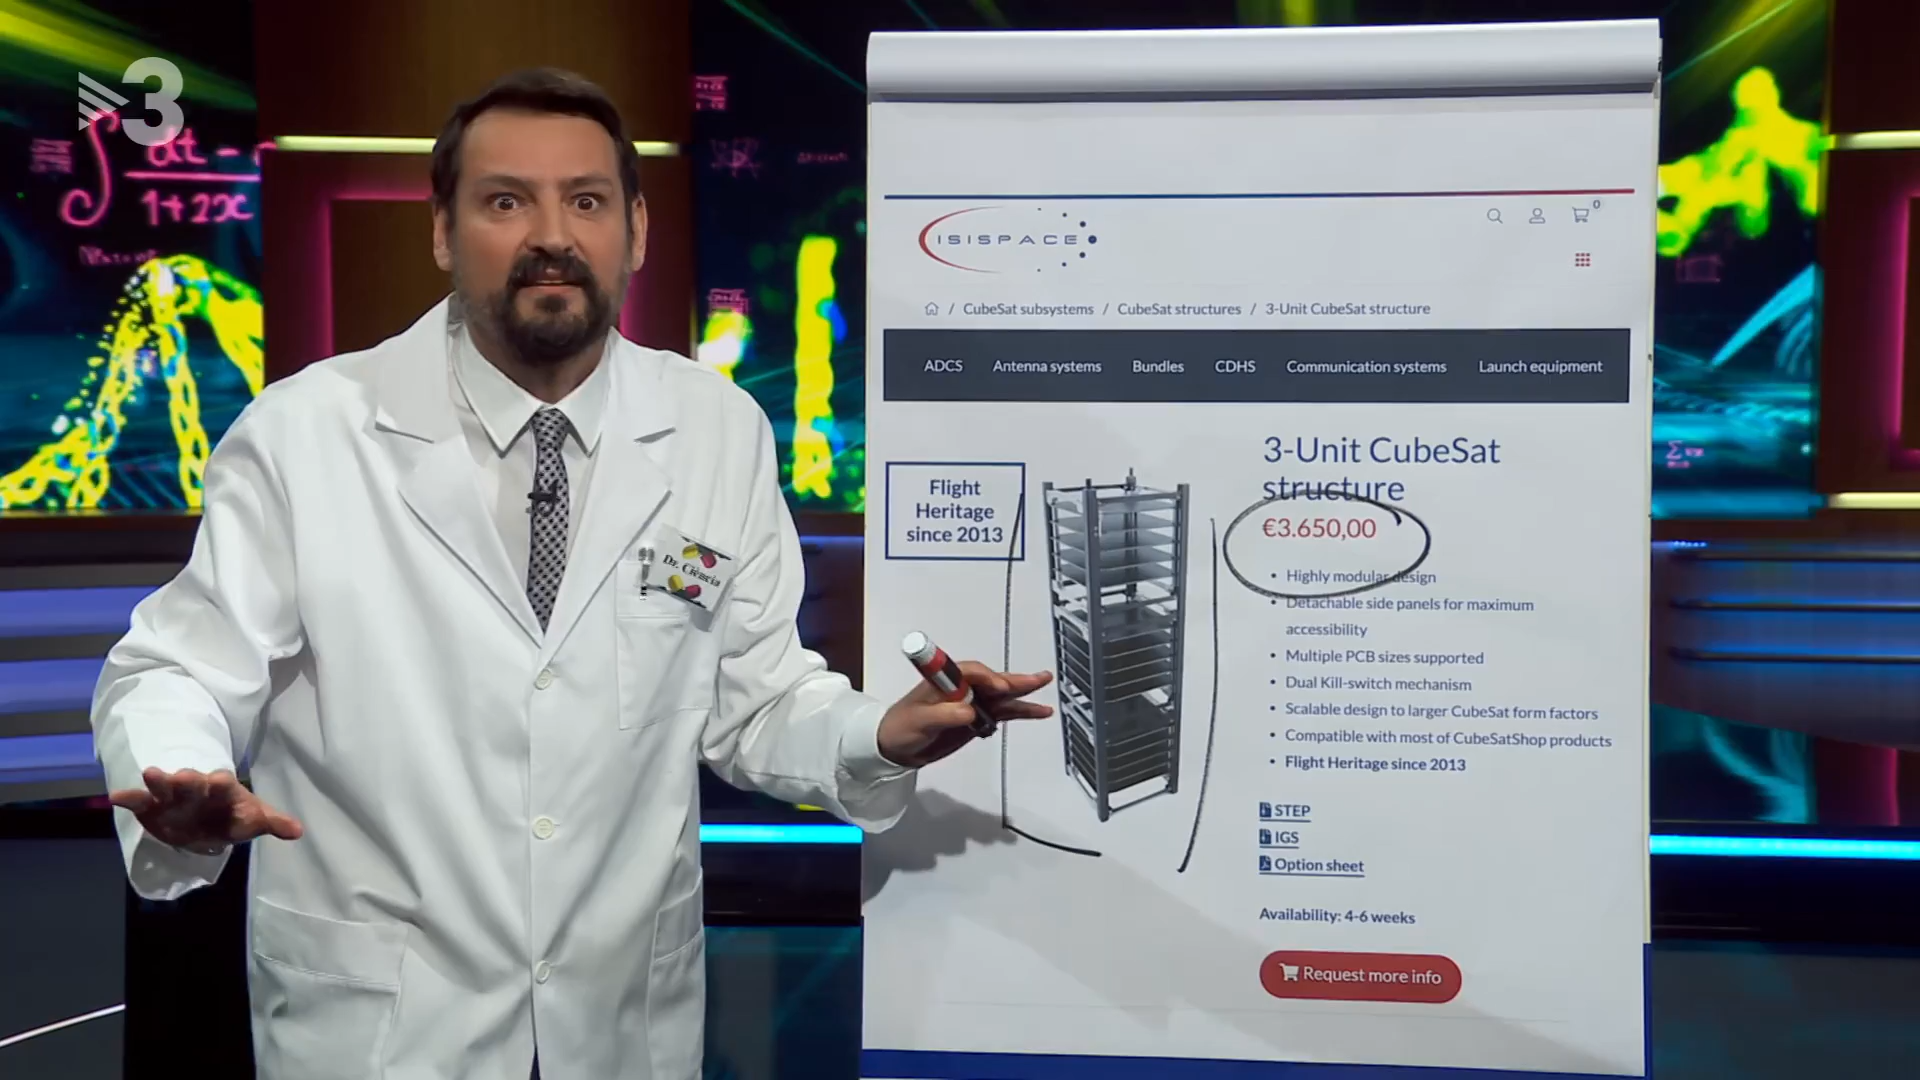 3
dt -
1+2x
ISISPACE
0
/ CubeSat subsystems / CubeSat structures / 3-Unit CubeSat structure
ADCS Antenna systems Bundles CDHS Communication systems Launch equipment
Flight
Heritage
since 2013
3-Unit CubeSat
structure
€3.650,00
• Highly modular design
• Detachable side panels for maximum
accessibility
• Multiple PCB sizes supported
• Dual Kill-switch mechanism
• Scalable design to larger CubeSat form factors
• Compatible with most of CubeSatShop products
• Flight Heritage since 2013
STEP
IGS
Option sheet
Availability: 4-6 weeks
Request more info
Dr. Ciència